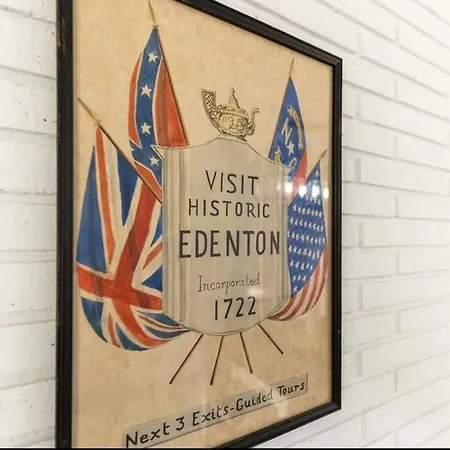 VISIT
HISTORIC
EDENTON
Incorporated
1722
N
Next 3 Exits-Guided Tours